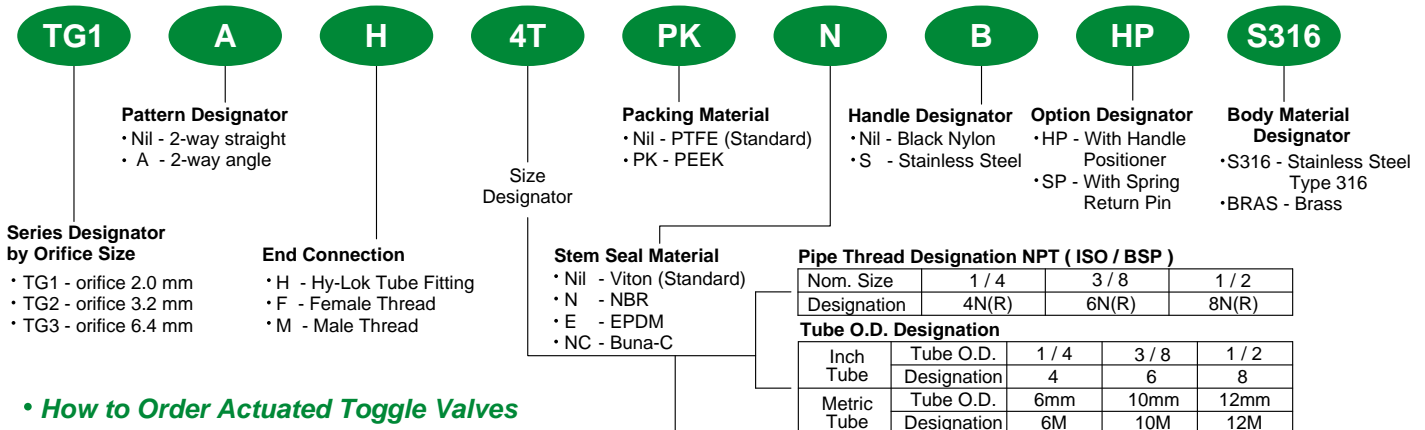 TG1 A H 4T PK N B HP S316
Pattern Designator
• Nil - 2-way straight
• A - 2-way angle
Size
Designator
Packing Material
• Nil - PTFE (Standard)
• PK - PEEK
Handle Designator
• Nil - Black Nylon
• S - Stainless Steel
Option Designator
• HP - With Handle
Positioner
• SP - With Spring
Return Pin
Body Material
Designator
• S316 - Stainless Steel
Type 316
• BRAS - Brass
Series Designator
by Orifice Size
• TG1 - orifice 2.0 mm
• TG2 - orifice 3.2 mm
• TG3 - orifice 6.4 mm
End Connection
• H - Hy-Lok Tube Fitting
• F - Female Thread
• M - Male Thread
Stem Seal Material
• Nil - Viton (Standard)
• N - NBR
• E - EPDM
• NC - Buna-C
Pipe Thread Designation NPT ( ISO / BSP )
Nom. Size 1 / 4 3 / 8 1 / 2
Designation 4N(R) 6N(R) 8N(R)
Tube O.D. Designation
Inch Tube Tube O.D. 1 / 4 3 / 8 1 / 2
Designation 4 6 8
Metric Tube Tube O.D. 6mm 10mm 12mm
Designation 6M 10M 12M
• How to Order Actuated Toggle Valves